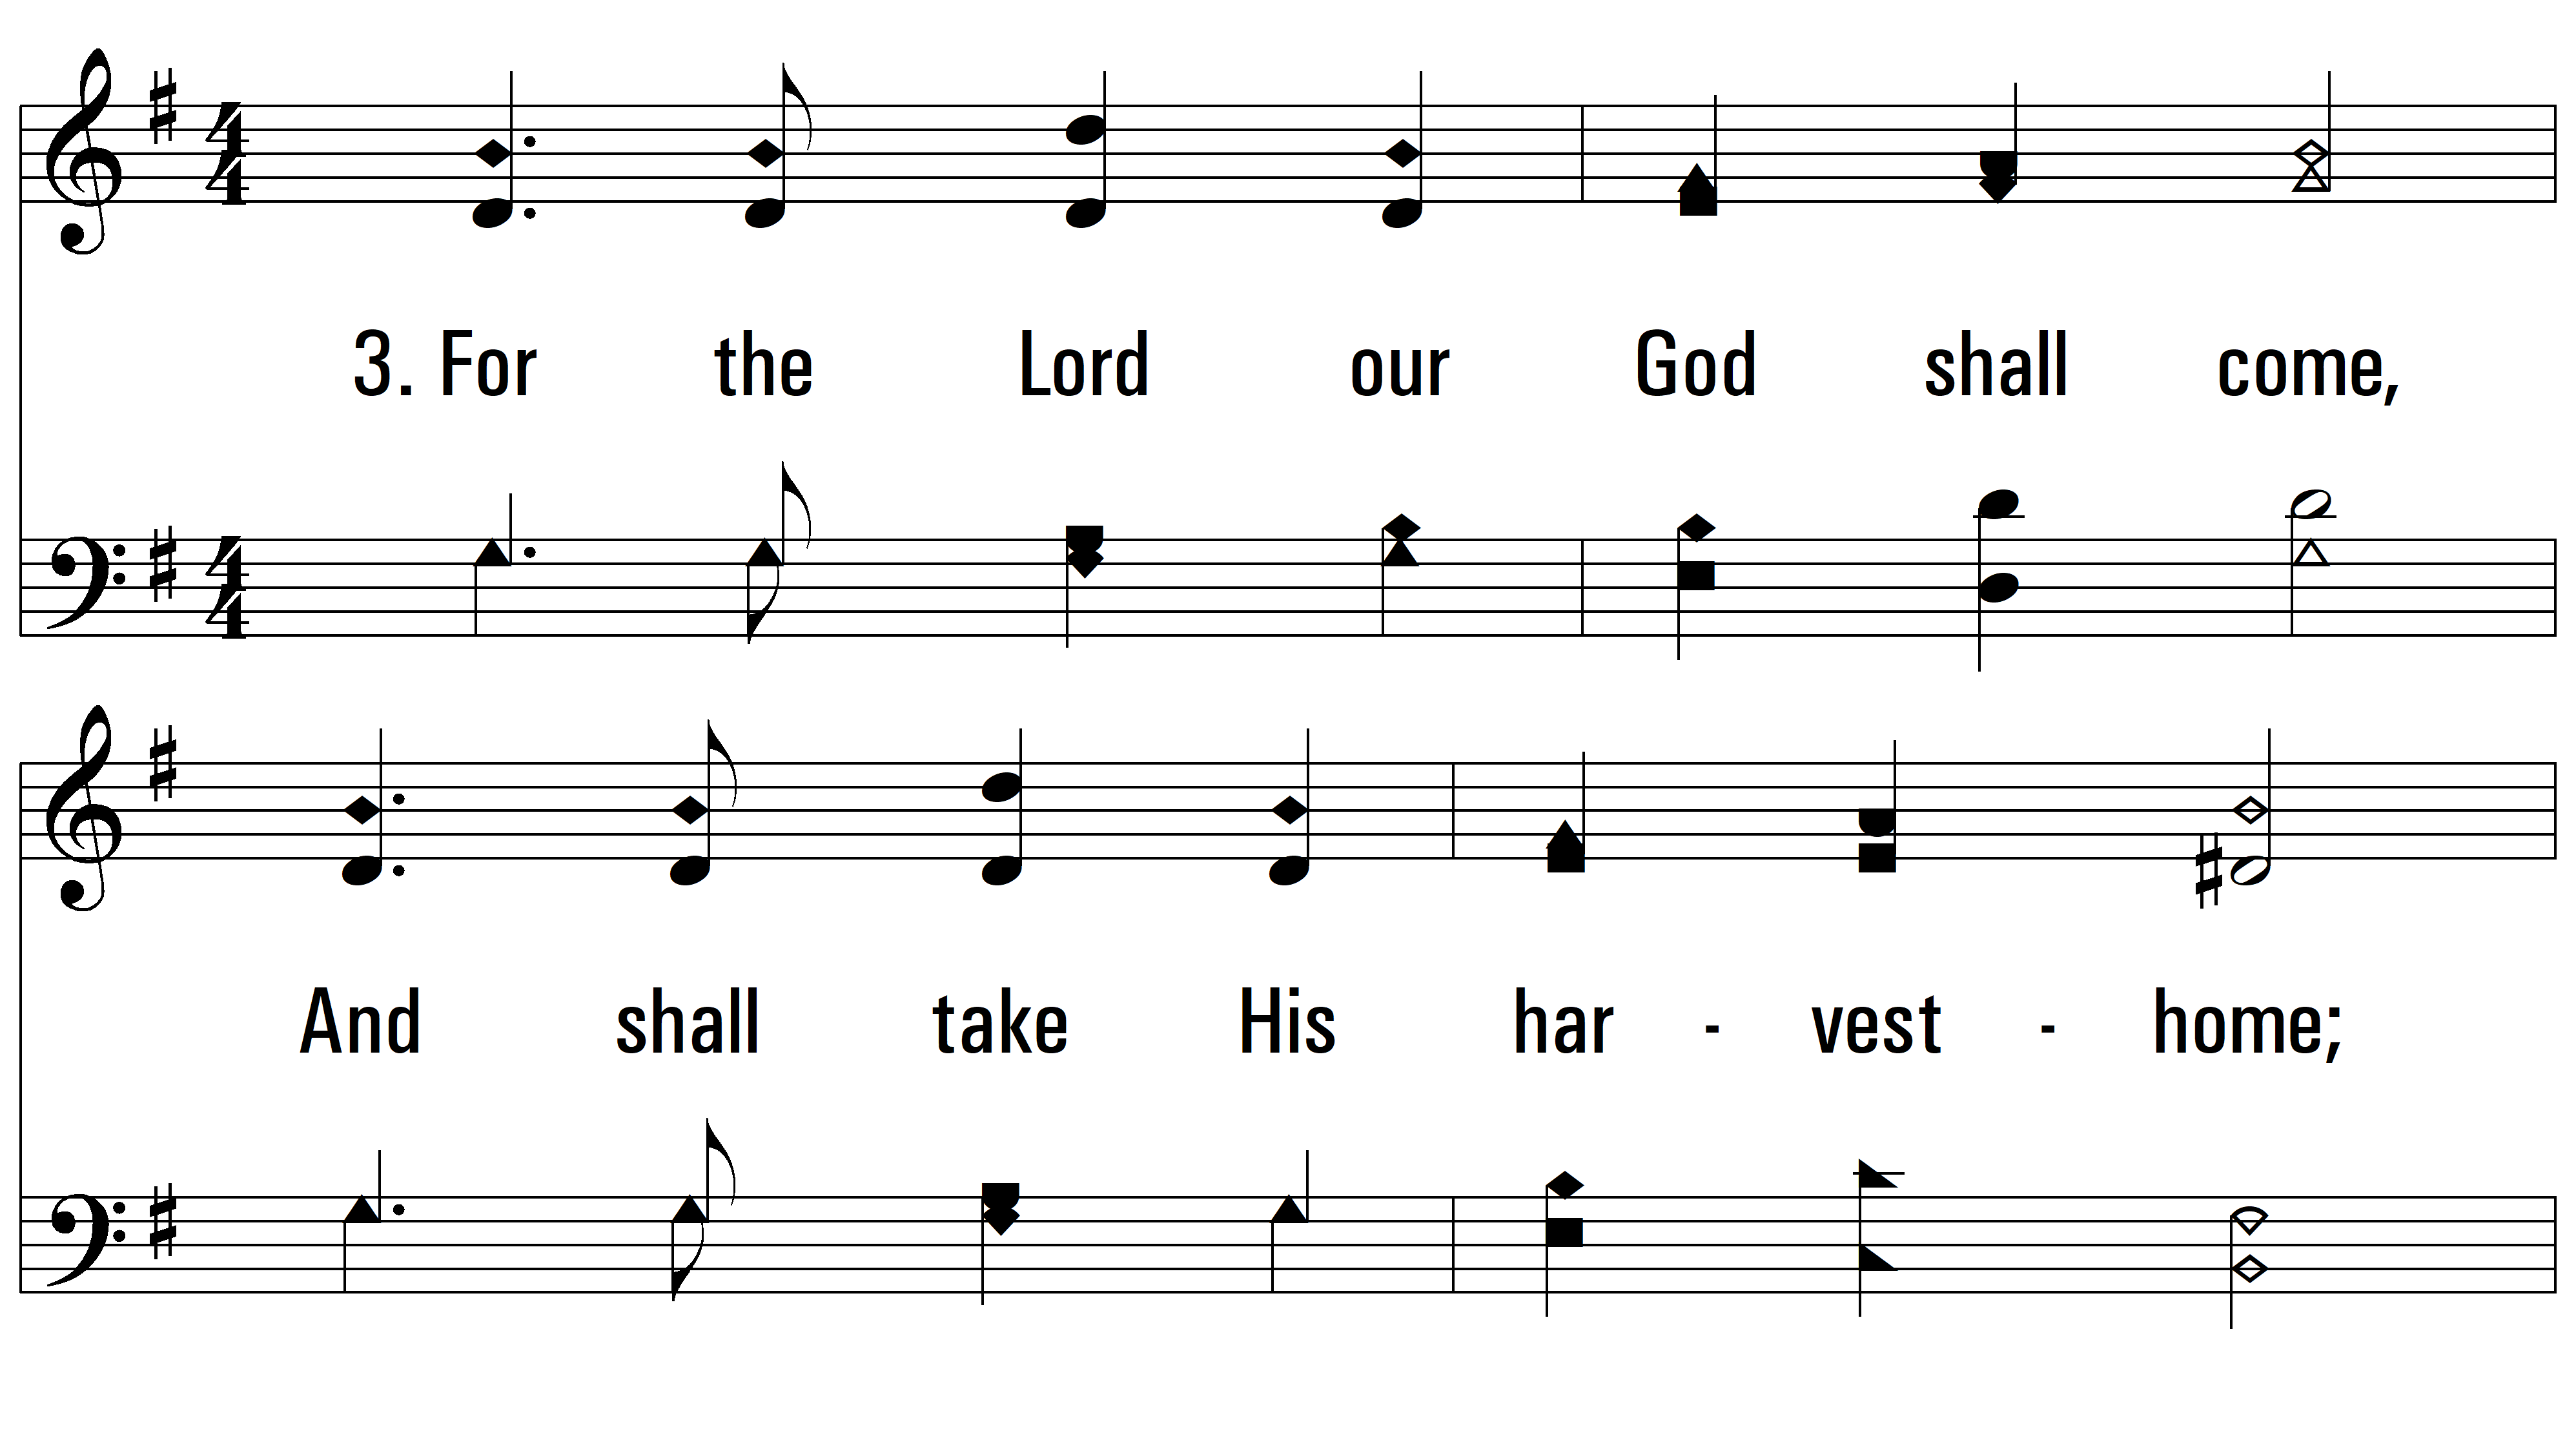 3. For the Lord our God shall come,
And shall take His har - vest - home;